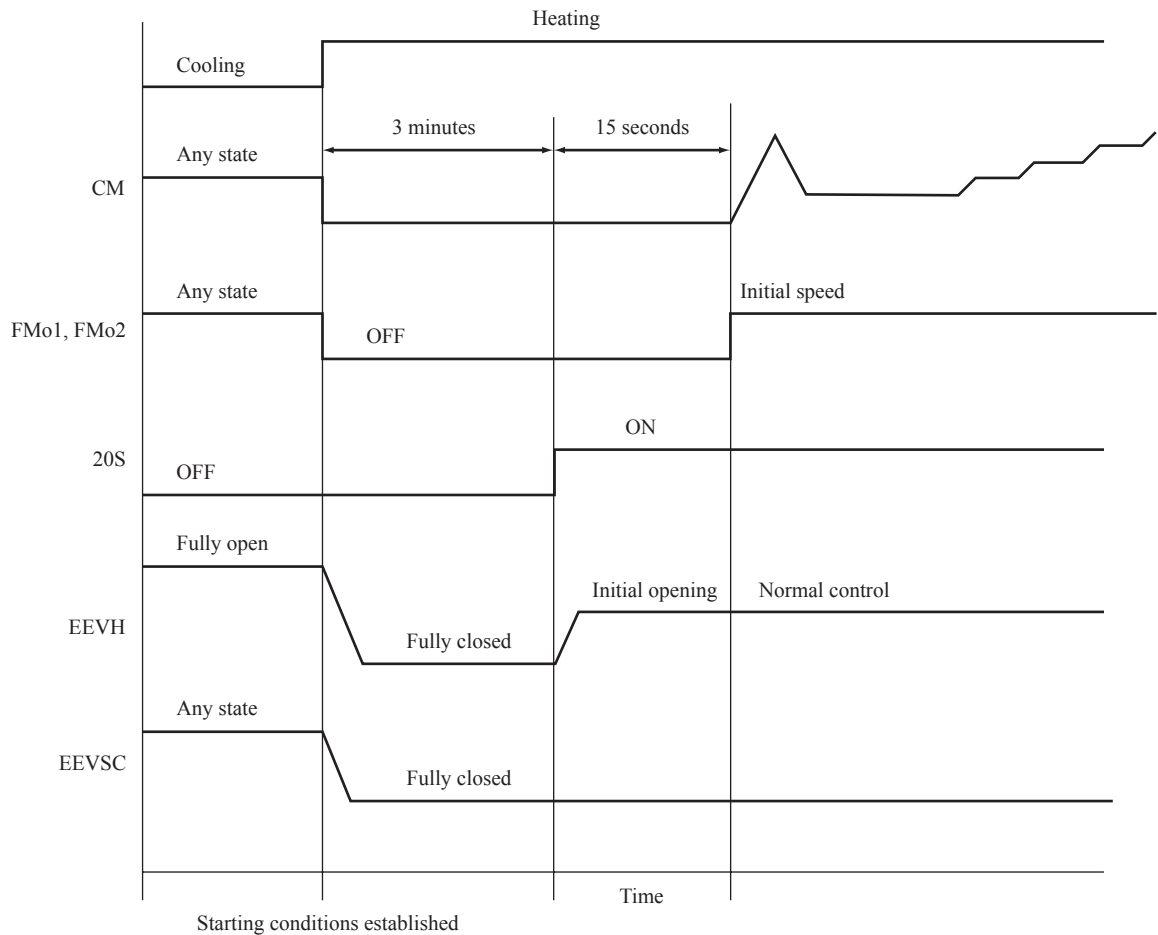 Heating
Cooling
3 minutes
15 seconds
Any state
CM
Any state
Initial speed
FMo1, FMo2
OFF
ON
20S
OFF
Fully open
Initial opening
Normal control
EEVH
Fully closed
Any state
EEVSC
Fully closed
Time
Starting conditions established